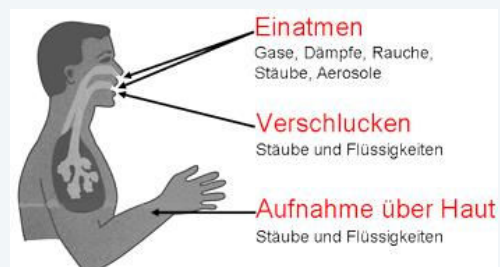 Einatmen
Gase, Dämpfe, Rauche,
Stäube, Aerosole
Verschlucken
Stäube und Flüssigkeiten
Aufnahme über Haut
Stäube und Flüssigkeiten